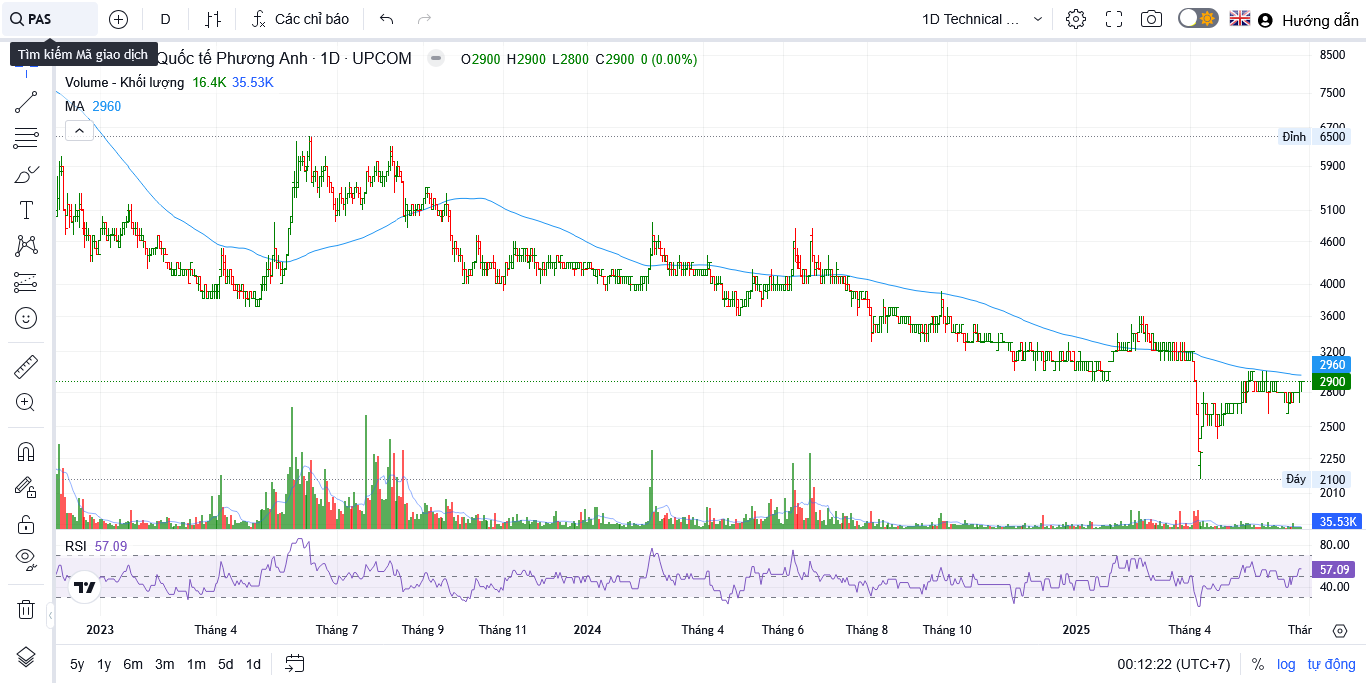 PAS
D
Các chỉ báo
1D Technical ...
Hướng dẫn
Tìm kiếm Mã giao dịch
Quốc tế Phương Anh · 1D · UPCOM
O2900 H2900 L2800 C2900 0 (0.00%)
Volume - Khối lượng 16.4K 35.53K
MA 2960
8500
7500
6700
Đỉnh 6500
5900
5100
4600
4000
3600
3200
2960
2900
2800
2500
2250
Đáy 2100
2010
35.53K
RSI 57.09
80.00
57.09
40.00
2023 Tháng 4 Tháng 7 Tháng 9 Tháng 11 2024 Tháng 4 Tháng 6 Tháng 8 Tháng 10 2025 Tháng 4 Thár
5y 1y 6m 3m 1m 5d 1d
00:12:22 (UTC+7) % log tự động